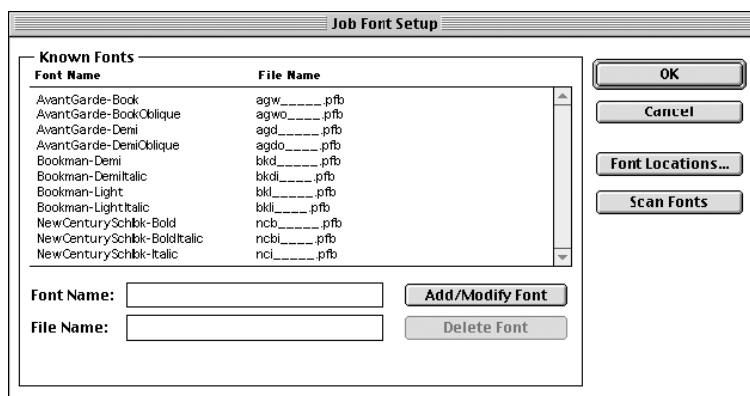 Job Font Setup
Known Fonts
Font Name File Name
AvantGarde-Book agw_____.pfb
AvantGarde-BookOblique agwo____.pfb
AvantGarde-Demi agd_____.pfb
AvantGarde-DemiOblique agdo____.pfb
Bookman-Demi bkd_____.pfb
Bookman-DemiItalic bkdi____.pfb
Bookman-Light bkl_____.pfb
Bookman-LightItalic bkli____.pfb
NewCenturySchlbk-Bold ncb_____.pfb
NewCenturySchlbk-BoldItalic ncbi____.pfb
NewCenturySchlbk-Italic nci_____.pfb
Font Name: Add/Modify Font
File Name: Delete Font
OK
Cancel
Font Locations...
Scan Fonts